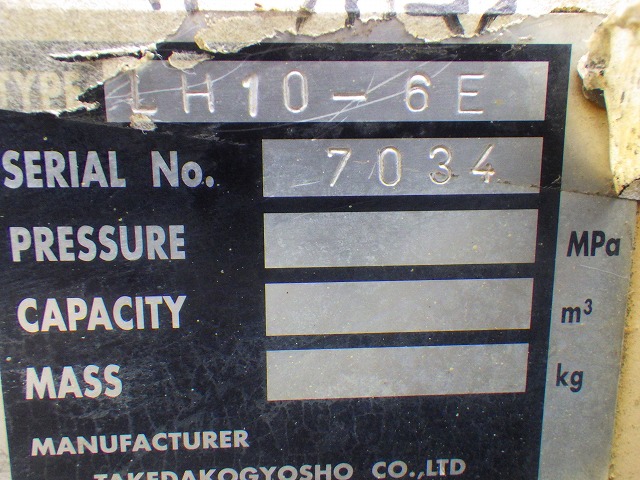 TYPE LH10-6E
SERIAL No. 7034
PRESSURE MPa
CAPACITY m³
MASS kg
MANUFACTURER
TAKEDAKOGYOSHO CO.,LTD